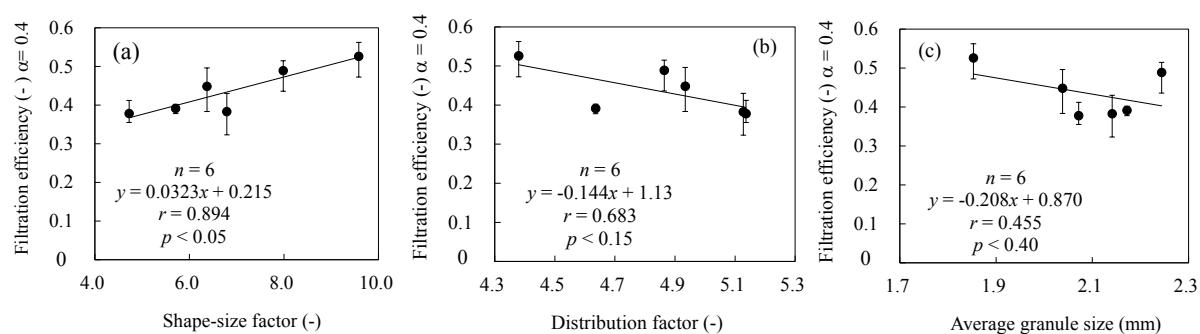 Filtration efficiency (-) α= 0.4
0.6
0.5
0.4
0.3
0.2
0.1
0
(a)
n = 6
y = 0.0323x + 0.215
r = 0.894
p < 0.05
4.0 6.0 8.0 10.0
Shape-size factor (-)
Filtration efficiency (-) α = 0.4
0.6
0.5
0.4
0.3
0.2
0.1
0
(b)
n = 6
y = -0.144x + 1.13
r = 0.683
p < 0.15
4.3 4.5 4.7 4.9 5.1 5.3
Distribution factor (-)
Filtration efficiency (-) α = 0.4
0.6
0.5
0.4
0.3
0.2
0.1
0
(c)
n = 6
y = -0.208x + 0.870
r = 0.455
p < 0.40
1.7 1.9 2.1 2.3
Average granule size (mm)